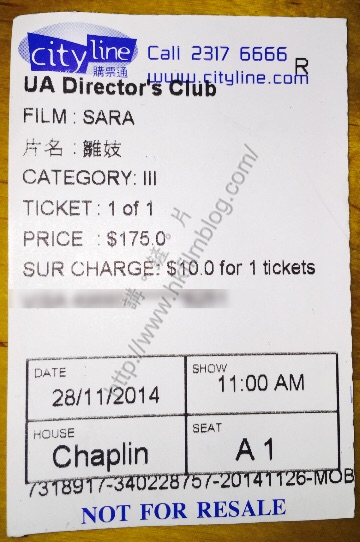 cityline
購票通
Call 2317 6666
www.cityline.com
R
UA Director's Club
FILM : SARA
片名 : 雛妓
CATEGORY: III
TICKET : 1 of 1
PRICE : $175.0
SUR CHARGE: $10.0 for 1 tickets
DATE
28/11/2014
SHOW
11:00 AM
HOUSE
Chaplin
SEAT
A 1
7318917-340228757-20141126-MOB
NOT FOR RESALE